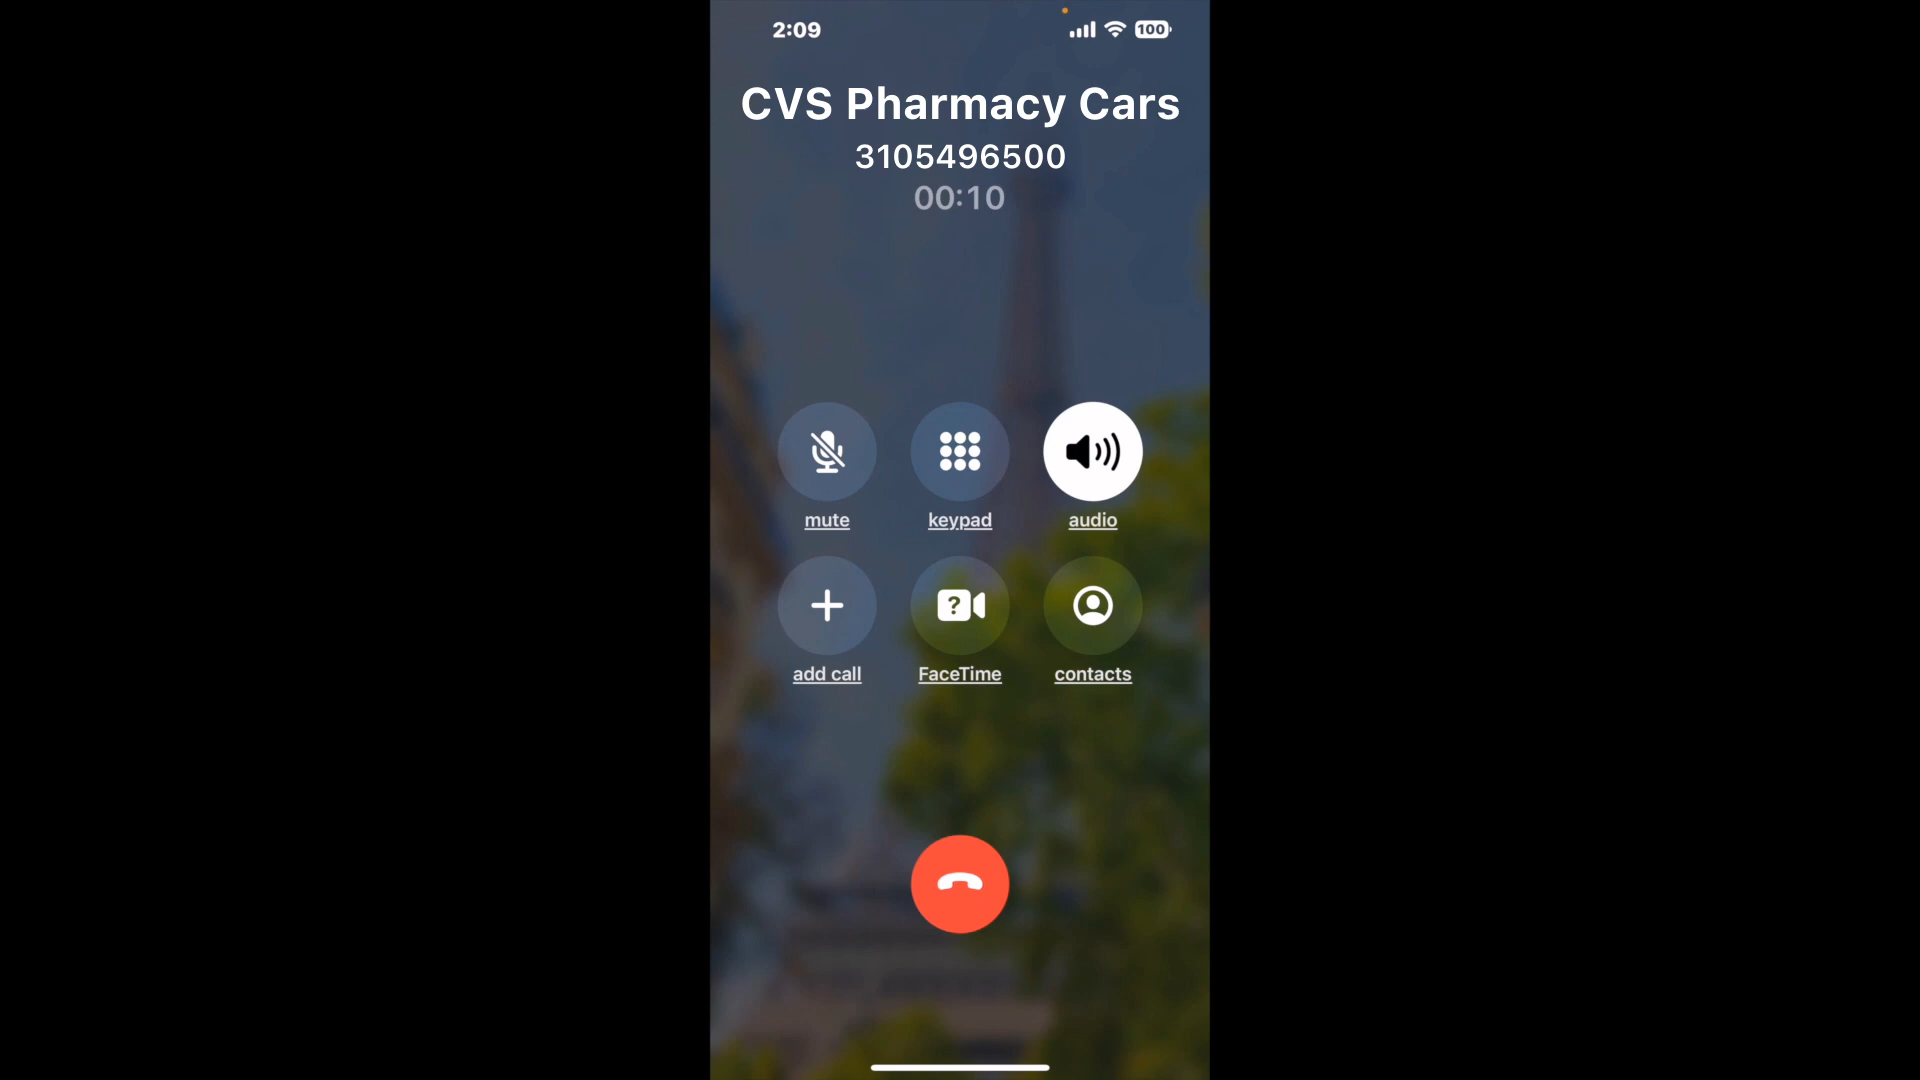 2:09
100
CVS Pharmacy Cars
3105496500
00:10
mute
keypad
audio
?
add call
FaceTime
contacts